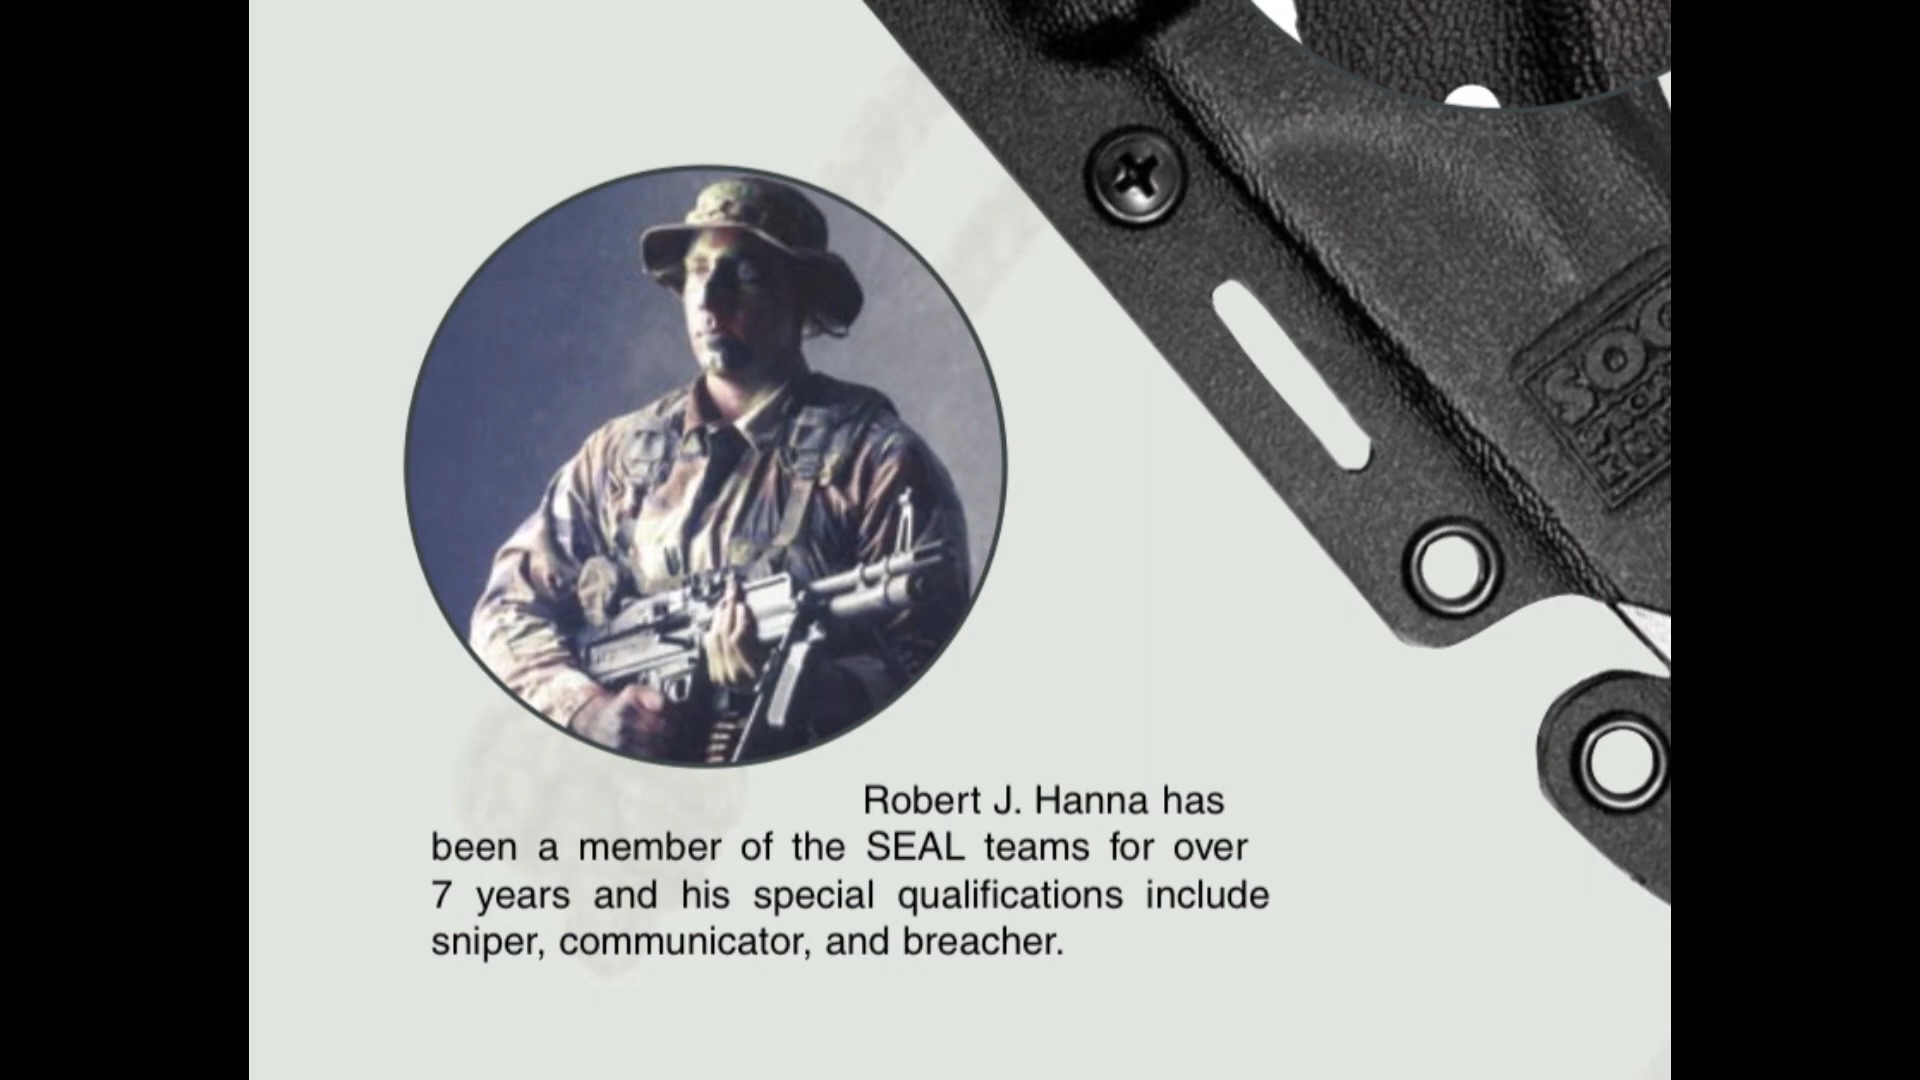 Robert J. Hanna has
been a member of the SEAL teams for over
7 years and his special qualifications include
sniper, communicator, and breacher.
SOG